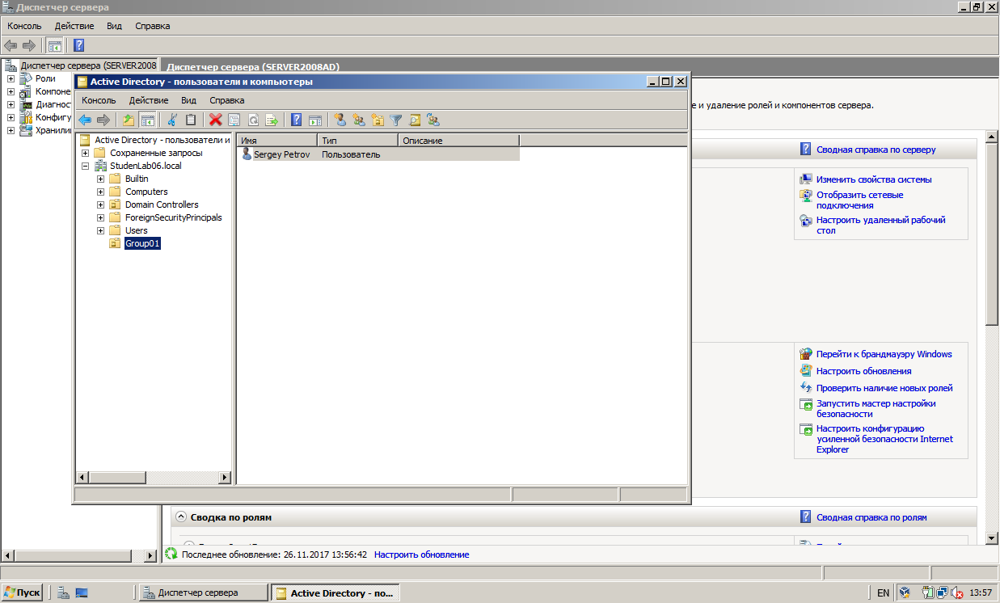 Диспетчер сервера
Консоль Действие Вид Справка
Диспетчер сервера (SERVER2008
Роли
Компоне
Диагнос
Конфигу
Хранили
Диспетчер сервера (SERVER2008AD)
е и удаление ролей и компонентов сервера.
Active Directory - пользователи и компьютеры
Консоль Действие Вид Справка
Active Directory - пользователи и
Сохраненные запросы
StudenLab06.local
Builtin
Computers
Domain Controllers
ForeignSecurityPrincipals
Users
Group01
Имя Тип Описание
Sergey Petrov Пользователь
Сводная справка по серверу
Изменить свойства системы
Отобразить сетевые
подключения
Настроить удаленный рабочий
стол
Перейти к брандмауэру Windows
Настроить обновления
Проверить наличие новых ролей
Запустить мастер настройки
безопасности
Настроить конфигурацию
усиленной безопасности Internet
Explorer
Сводка по ролям
Сводная справка по ролям
Последнее обновление: 26.11.2017 13:56:42 Настроить обновление
Пуск
Диспетчер сервера
Active Directory - по...
EN
13:57